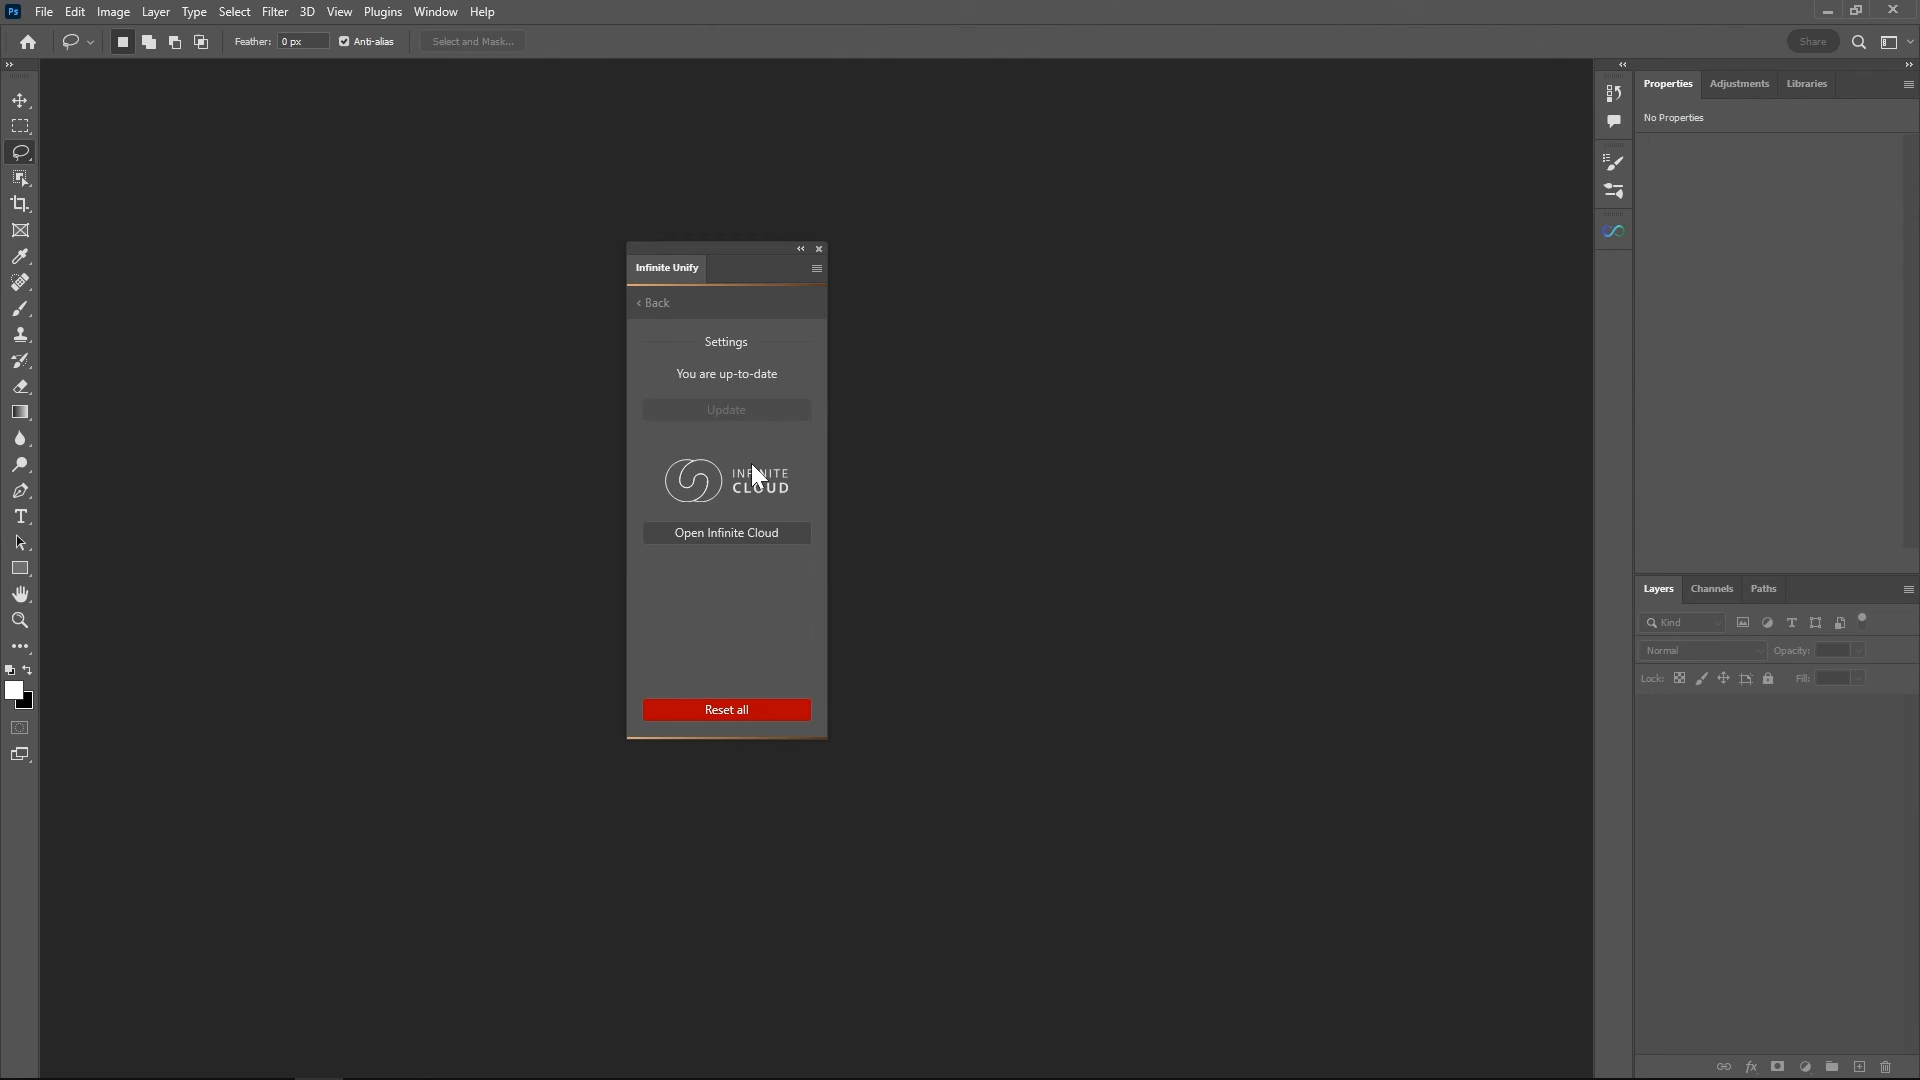 Ps File Edit Image Layer Type Select Filter 3D View Plugins Window Help
Feather: 0 px Anti-alias Select and Mask... Share
Properties Adjustments Libraries
No Properties
Infinite Unify
‹ Back
Settings
You are up-to-date
Update
INFINITE
CLOUD
Open Infinite Cloud
Reset all
Layers Channels Paths
Kind
Normal Opacity:
Lock: Fill: